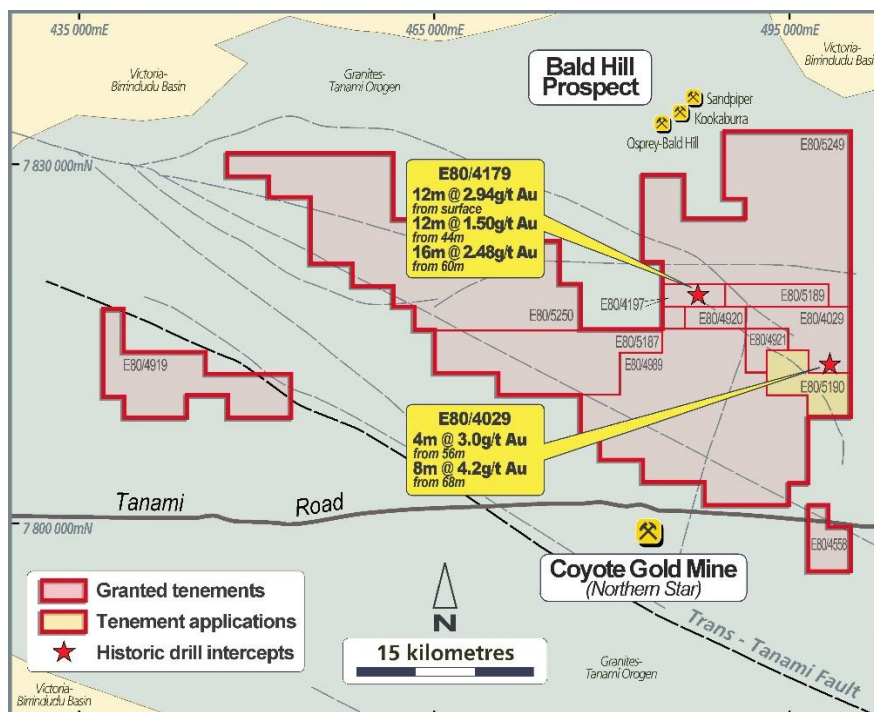 435 000mE
465 000mE
495 000mE
Victoria-
Birrindudu Basin
Granites-
Tanami Orogen
Bald Hill
Prospect
Victoria-
Birrindudu Basin
Sandpiper
Kookaburra
Osprey-Bald Hill
E80/5249
7 830 000mN
E80/4179
12m @ 2.94g/t Au
from surface
12m @ 1.50g/t Au
from 44m
16m @ 2.48g/t Au
from 60m
E80/4197
E80/5189
E80/5250
E80/4920
E80/4029
E80/5187
E80/4921
E80/4989
E80/4919
E80/5190
E80/4029
4m @ 3.0g/t Au
from 56m
8m @ 4.2g/t Au
from 68m
Tanami Road
7 800 000mN
E80/4558
Coyote Gold Mine
(Northern Star)
Granted tenements
Tenement applications
Historic drill intercepts
N
15 kilometres
Trans - Tanami Fault
Granites-
Tanami Orogen
Victoria-
Birrindudu Basin